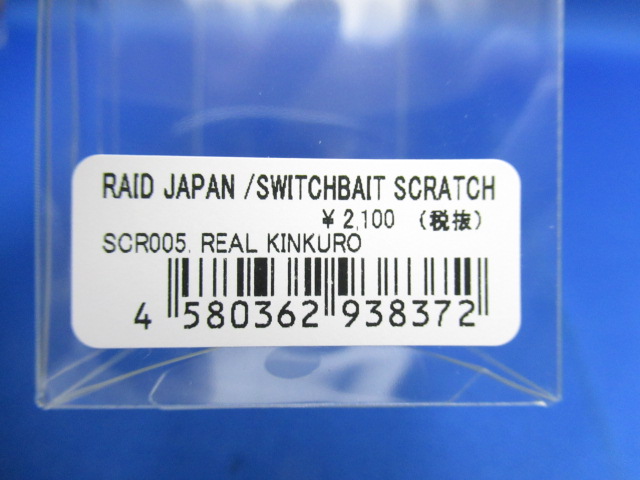 RAID JAPAN /SWITCHBAIT SCRATCH
¥2,100 (税抜)
SCR005. REAL KINKURO
4 580362 938372